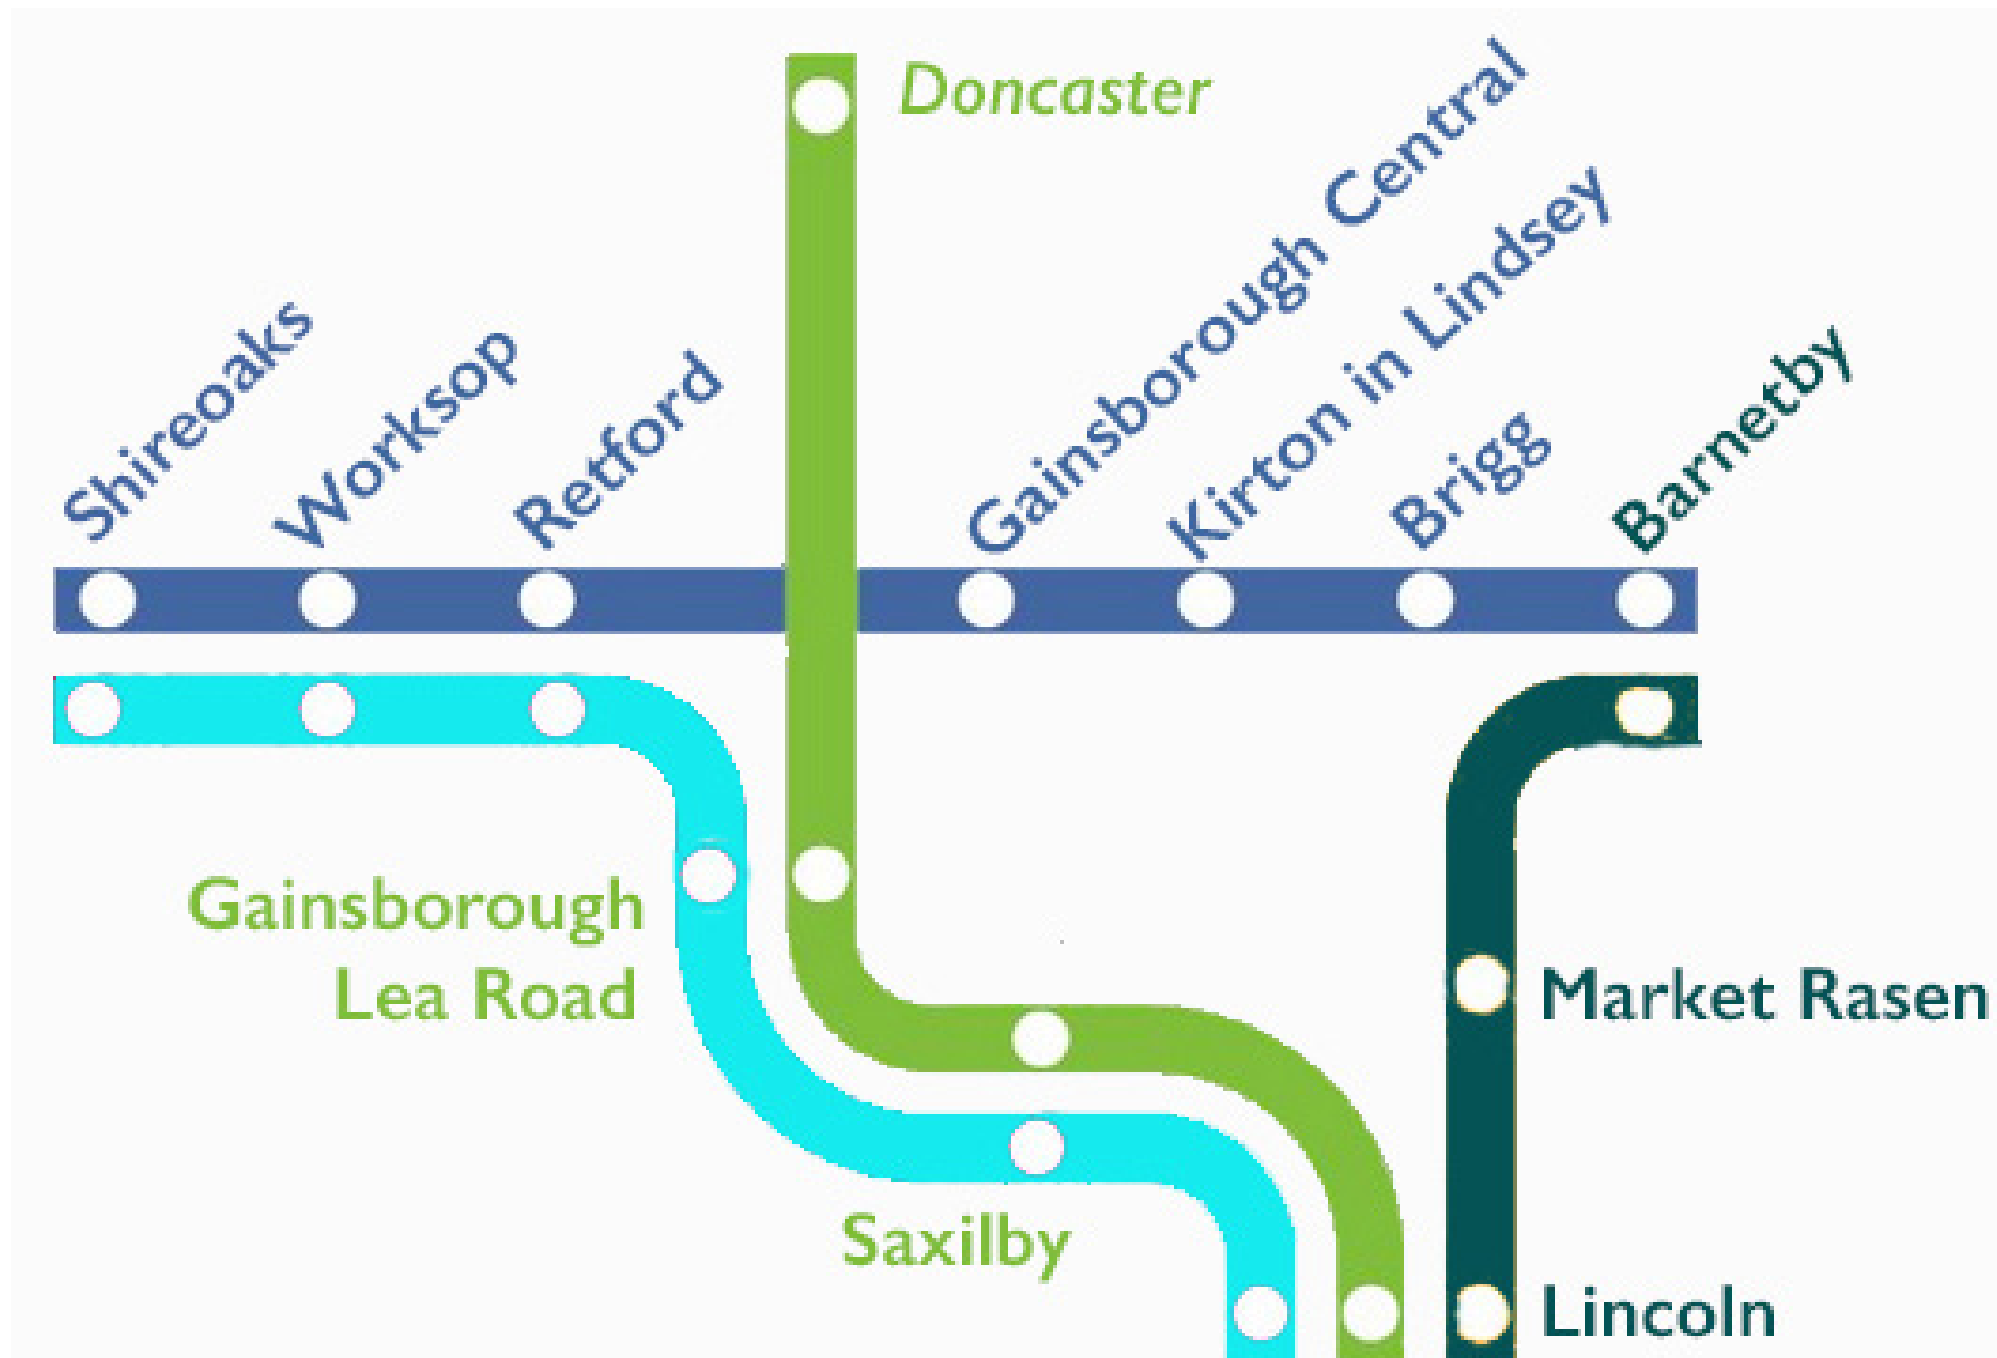 Doncaster
Shireoaks
Worksop
Retford
Gainsborough Central
Kirton in Lindsey
Brigg
Barnetby
Gainsborough
Lea Road
Market Rasen
Saxilby
Lincoln